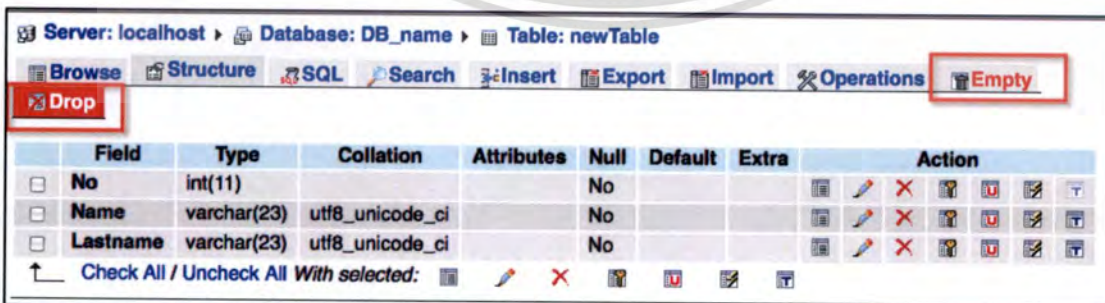 Server: localhost ▸ Database: DB_name ▸ Table: newTable
Browse Structure SQL Search Insert Export Import Operations Empty
Drop
Field Type Collation Attributes Null Default Extra Action
No int(11) No
Name varchar(23) utf8_unicode_ci No
Lastname varchar(23) utf8_unicode_ci No
Check All / Uncheck All With selected: